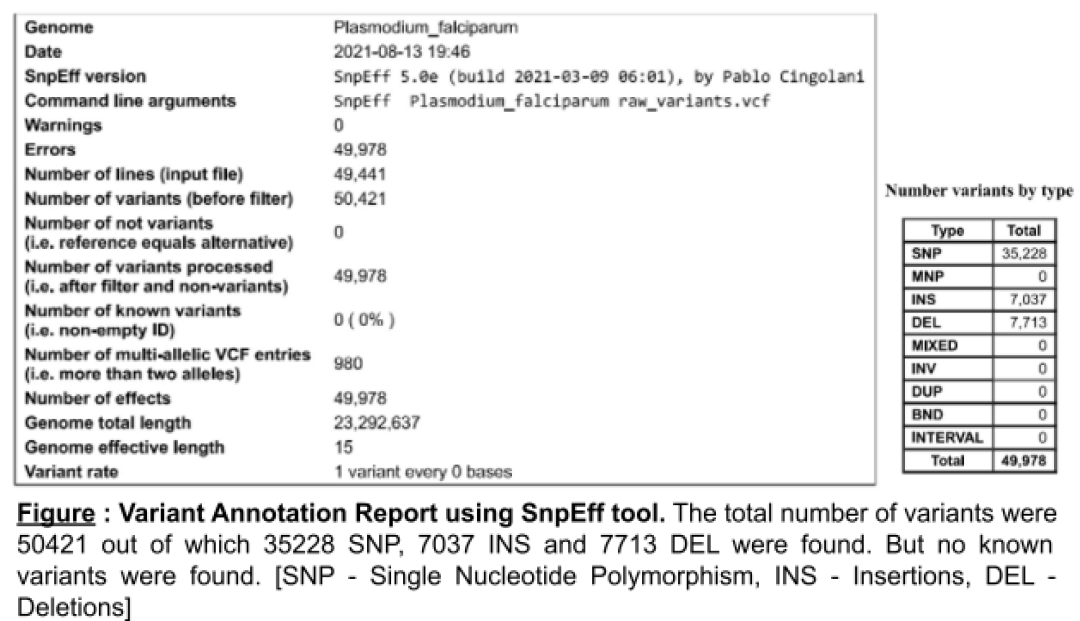 Genome Plasmodium_falciparum
Date 2021-08-13 19:46
SnpEff version SnpEff 5.0e (build 2021-03-09 06:01), by Pablo Cingolani
Command line arguments SnpEff Plasmodium_falciparum raw_variants.vcf
Warnings 0
Errors 49,978
Number of lines (input file) 49,441
Number of variants (before filter) 50,421
Number of not variants
(i.e. reference equals alternative) 0
Number of variants processed
(i.e. after filter and non-variants) 49,978
Number of known variants
(i.e. non-empty ID) 0 ( 0% )
Number of multi-allelic VCF entries
(i.e. more than two alleles) 980
Number of effects 49,978
Genome total length 23,292,637
Genome effective length 15
Variant rate 1 variant every 0 bases
Number variants by type
Type Total
SNP 35,228
MNP 0
INS 7,037
DEL 7,713
MIXED 0
INV 0
DUP 0
BND 0
INTERVAL 0
Total 49,978
Figure : Variant Annotation Report using SnpEff tool. The total number of variants were
50421 out of which 35228 SNP, 7037 INS and 7713 DEL were found. But no known
variants were found. [SNP - Single Nucleotide Polymorphism, INS - Insertions, DEL -
Deletions]